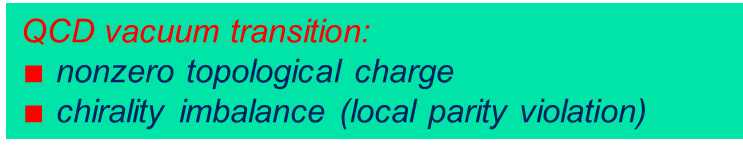 QCD vacuum transition:
■ nonzero topological charge
■ chirality imbalance (local parity violation)